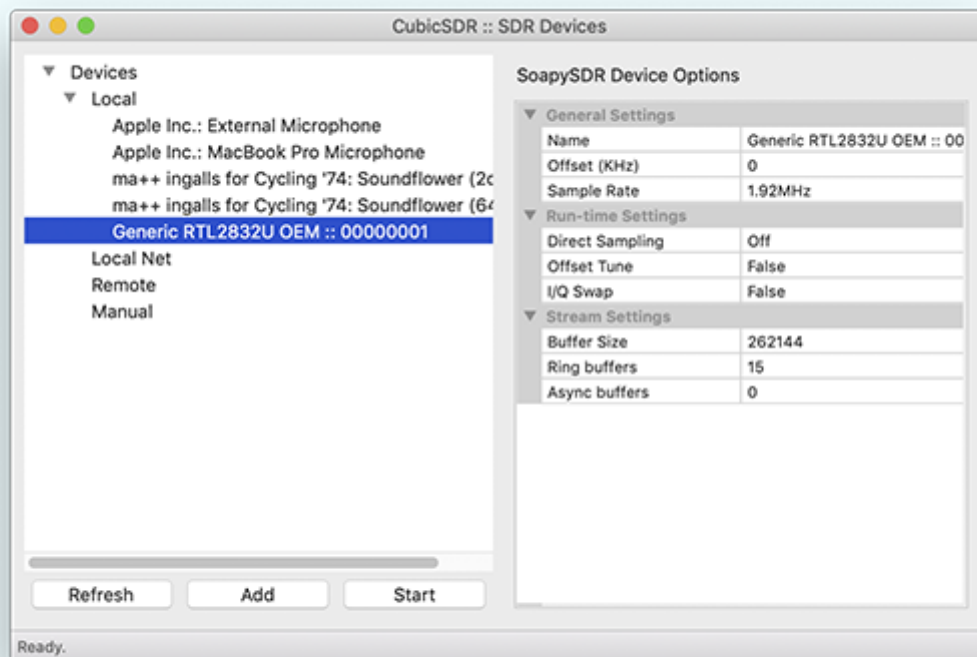 CubicSDR :: SDR Devices
Devices
Local
Apple Inc.: External Microphone
Apple Inc.: MacBook Pro Microphone
ma++ ingalls for Cycling '74: Soundflower (2c
ma++ ingalls for Cycling '74: Soundflower (64
Generic RTL2832U OEM :: 00000001
Local Net
Remote
Manual
Refresh Add Start
SoapySDR Device Options
General Settings
Name Generic RTL2832U OEM :: 00
Offset (KHz) 0
Sample Rate 1.92MHz
Run-time Settings
Direct Sampling Off
Offset Tune False
I/Q Swap False
Stream Settings
Buffer Size 262144
Ring buffers 15
Async buffers 0
Ready.